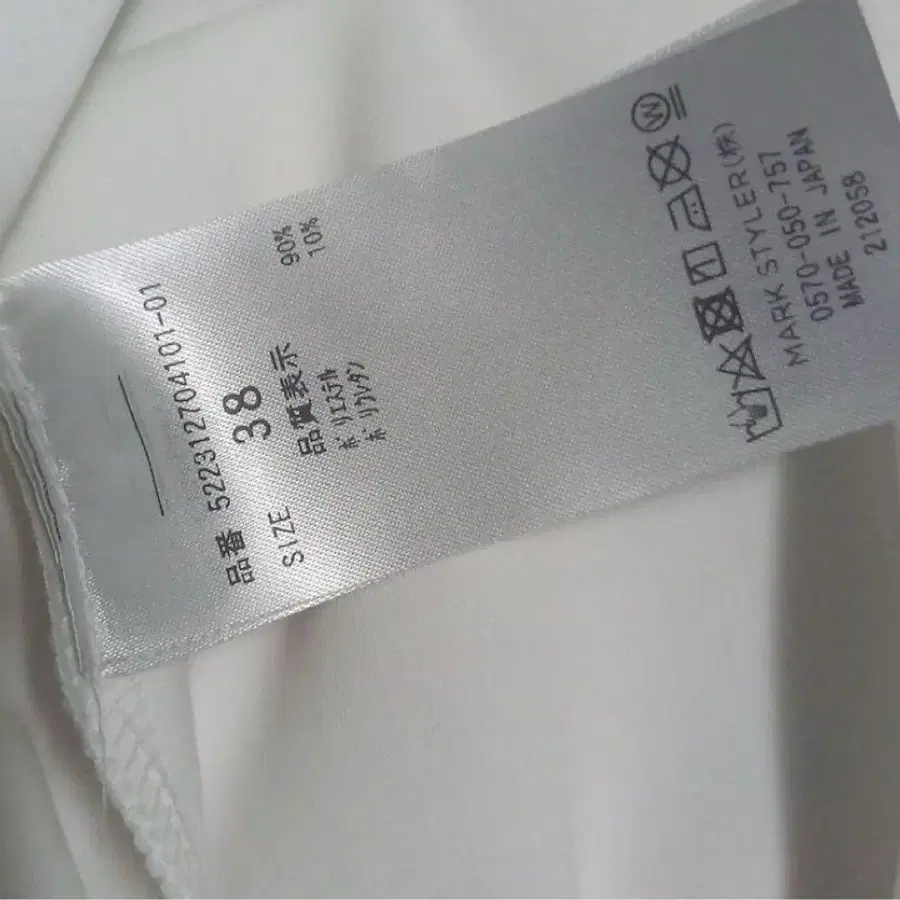 品番 522312704101-01
SIZE 38
品質表示
ポリエステル 90%
ポリウレタン 10%
MARK STYLER(株)
0570-050-757
MADE IN JAPAN
212058